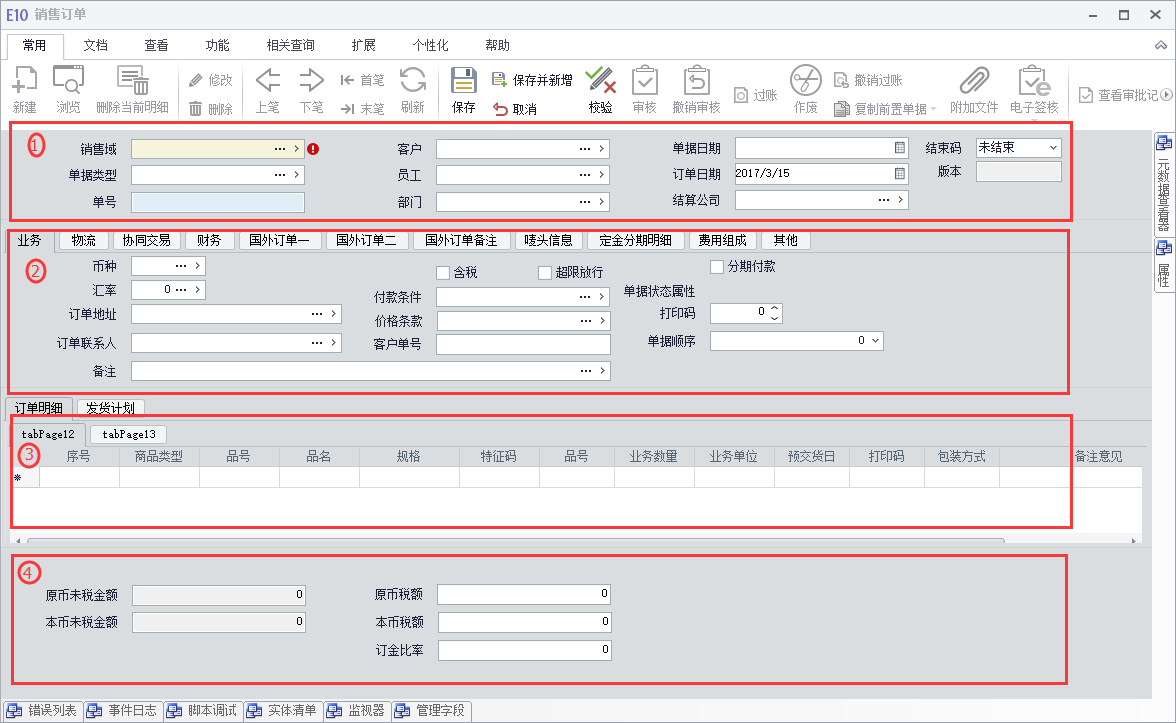 E10 销售订单
常用 文档 查看 功能 相关查询 扩展 个性化 帮助
修改 首笔 保存并新增 撤销过账
新建 浏览 删除当前明细 删除 上笔 下笔 末笔 刷新 保存 取消 校验 审核 撤销审核 过账 作废 复制前置单据 附加文件 电子签核 查看审批记
①
销售域 客户 单据日期 结束码 未结束
单据类型 员工 订单日期 2017/3/15 版本
单号 部门 结算公司
元数据查看器
属性
业务 物流 协同交易 财务 国外订单一 国外订单二 国外订单备注 唛头信息 定金分期明细 费用组成 其他
②
币种 含税 超限放行 分期付款
汇率 0 付款条件 单据状态属性
订单地址 价格条款 打印码 0
订单联系人 客户单号 单据顺序 0
备注
订单明细 发货计划
tabPage12 tabPage13
③
序号 商品类型 品号 品名 规格 特征码 品号 业务数量 业务单位 预交货日 打印码 包装方式 备注意见
*
④
原币未税金额 0 原币税额 0
本币未税金额 0 本币税额 0
订金比率 0
错误列表 事件日志 脚本调试 实体清单 监视器 管理字段